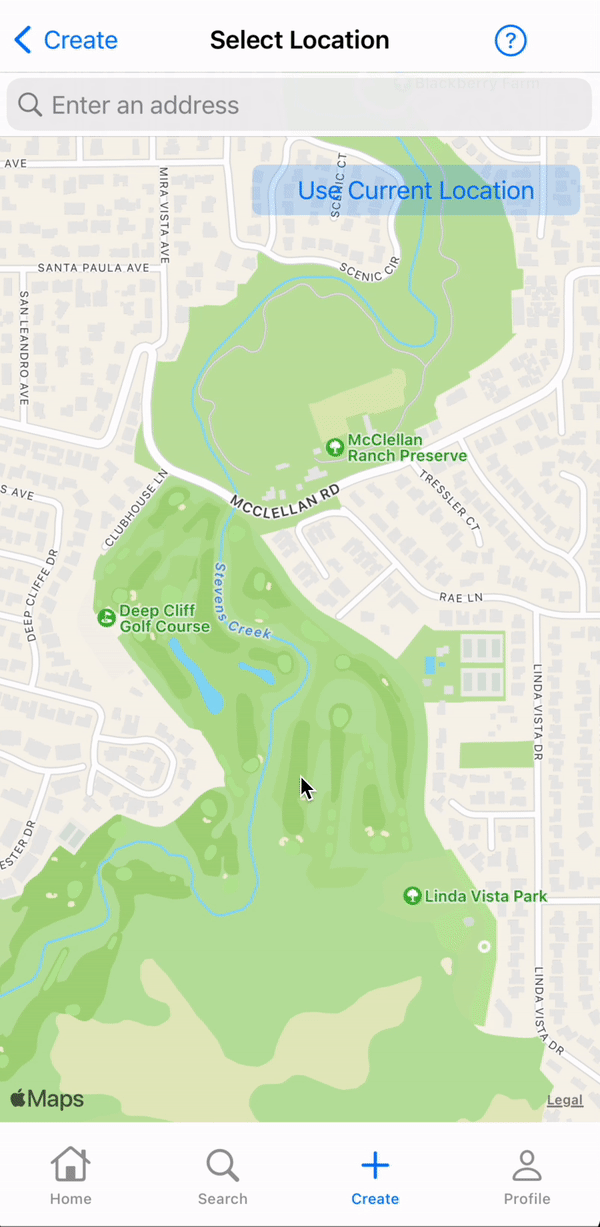 Create
Select Location
?
Blackberry Farm
Enter an address
AVE
MIRA VISTA AVE
SCENIC CT
Use Current Location
SANTA PAULA AVE
SCENIC CIR
SAN LEANDRO AVE
McClellan
Ranch Preserve
CLUBHOUSE LN
MCCLELLAN RD
TRESSLER CT
S AVE
DEEP CLIFFE DR
Stevens Creek
RAE LN
Deep Cliff
Golf Course
LINDA VISTA DR
ESTER DR
Linda Vista Park
LINDA VISTA DR
Maps
Legal
Home
Search
Create
Profile